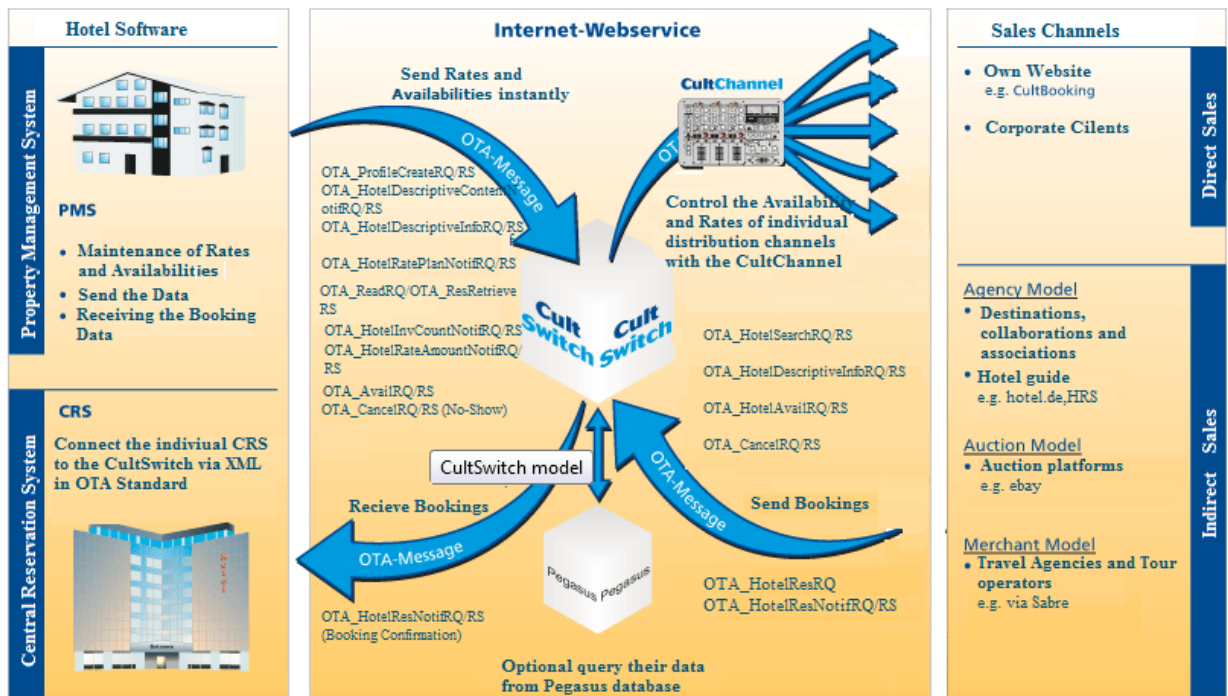 Hotel Software
Property Management System
PMS
• Maintenance of Rates
and Availabilities
• Send the Data
• Receiving the Booking
Data
Central Reservation System
CRS
Connect the indiviual CRS
to the CultSwitch via XML
in OTA Standard
Internet-Webservice
Send Rates and
Availabilities instantly
OTA-Message
OTA_ProfileCreateRQ/RS
OTA_HotelDescriptiveContentN
otifRQ/RS
OTA_HotelDescriptiveInfoRQ/RS
OTA_HotelRatePlanNotifRQ/RS
OTA_ReadRQ/OTA_ResRetrieve
RS
OTA_HotelInvCountNotifRQ/RS
OTA_HotelRateAmountNotifRQ/
RS
OTA_AvailRQ/RS
OTA_CancelRQ/RS (No-Show)
Cult
Switch
Cult
Switch
CultChannel
Control the Availability
and Rates of individual
distribution channels
with the CultChannel
OTA_HotelSearchRQ/RS
OTA_HotelDescriptiveInfoRQ/RS
OTA_HotelAvailRQ/RS
OTA_CancelRQ/RS
CultSwitch model
Recieve Bookings
OTA-Message
OTA_HotelResNotifRQ/RS
(Booking Confirmation)
Pegasus
Pegasus
OTA-Message
Send Bookings
OTA_HotelResRQ
OTA_HotelResNotifRQ/RS
Optional query their data
from Pegasus database
Sales Channels
• Own Website
e.g. CultBooking
• Corporate Cilents
Direct Sales
Agency Model
• Destinations,
collaborations and
associations
• Hotel guide
e.g. hotel.de,HRS
Auction Model
• Auction platforms
e.g. ebay
Merchant Model
• Travel Agencies and Tour
operators
e.g. via Sabre
Indirect Sales